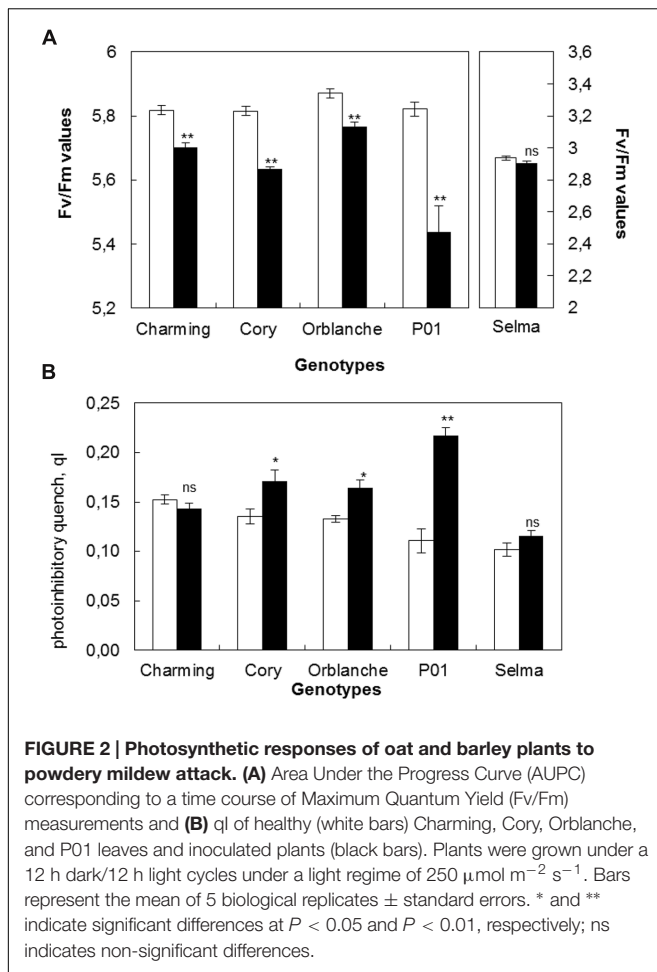 A
6
5,8
5,6
5,4
5,2
Fv/Fm values
** ** ** ** ns
3,6
3,4
3,2
3
2,8
2,6
2,4
2,2
2
Fv/Fm values
Charming Cory Orblanche P01 Selma
Genotypes
B
0,25
0,20
0,15
0,10
0,05
0,00
photoinhibitory quench, qI
ns * * ** ns
Charming Cory Orblanche P01 Selma
Genotypes
FIGURE 2 | Photosynthetic responses of oat and barley plants to
powdery mildew attack. (A) Area Under the Progress Curve (AUPC)
corresponding to a time course of Maximum Quantum Yield (Fv/Fm)
measurements and (B) qI of healthy (white bars) Charming, Cory, Orblanche,
and P01 leaves and inoculated plants (black bars). Plants were grown under a
12 h dark/12 h light cycles under a light regime of 250 μmol m⁻² s⁻¹. Bars
represent the mean of 5 biological replicates ± standard errors. * and **
indicate significant differences at P < 0.05 and P < 0.01, respectively; ns
indicates non-significant differences.